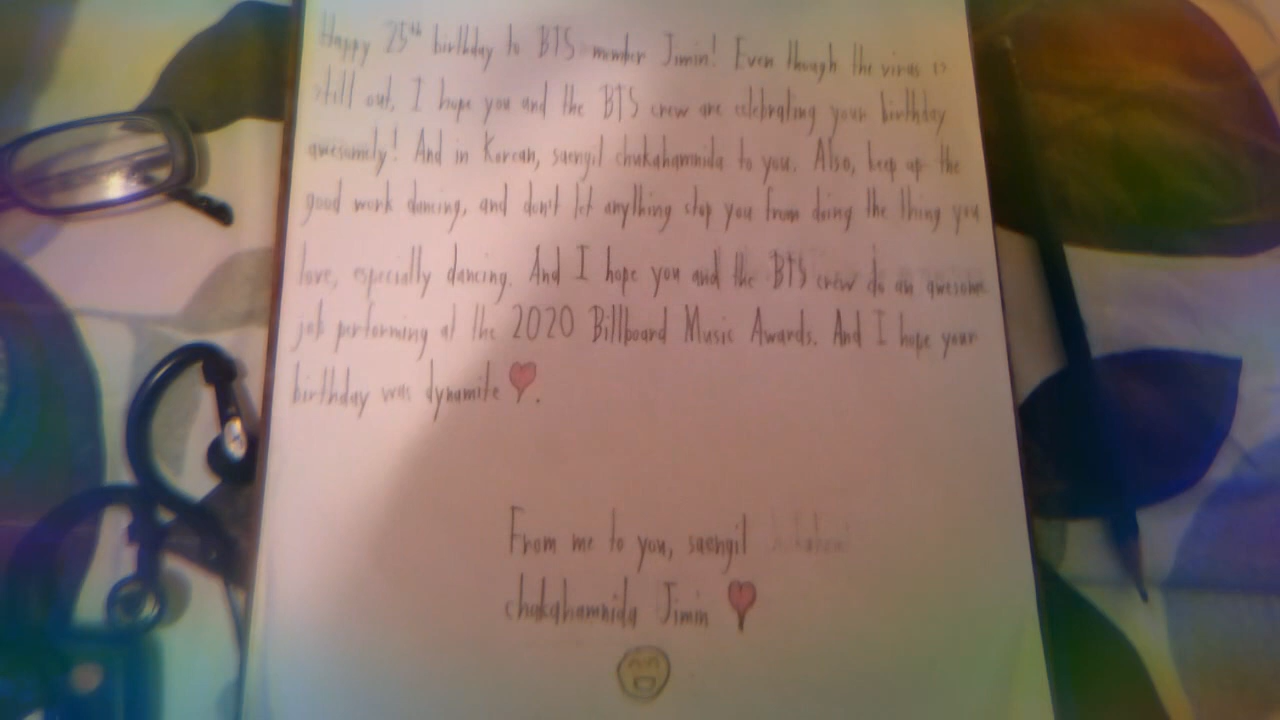 Happy 25th birthday to BTS member Jimin! Even though the virus is
still out, I hope you and the BTS crew are celebrating your birthday
awesomely! And in Korean, saengil chukahamnida to you. Also, keep up the
good work dancing, and don't let anything stop you from doing the thing you
love, especially dancing. And I hope you and the BTS crew do an awesome
job performing at the 2020 Billboard Music Awards. And I hope your
birthday was dynamite ❤.
From me to you, saengil
chukahamnida Jimin ❤